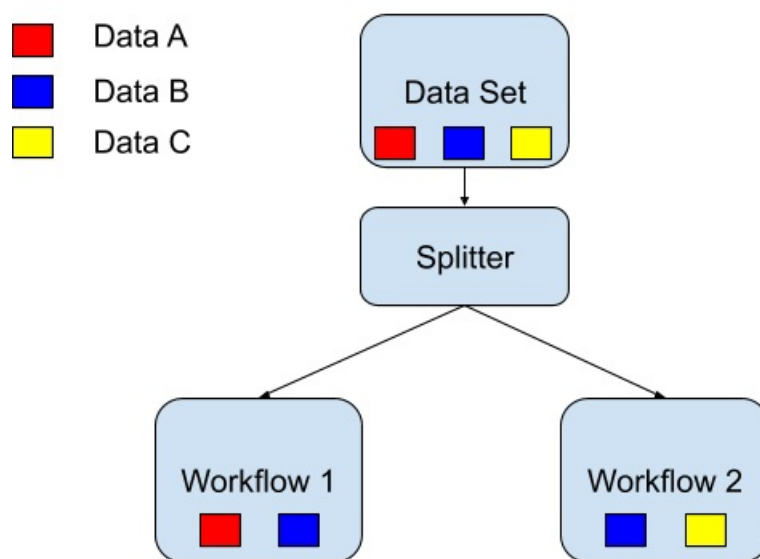 Data A
Data B
Data C
Data Set
Splitter
Workflow 1
Workflow 2